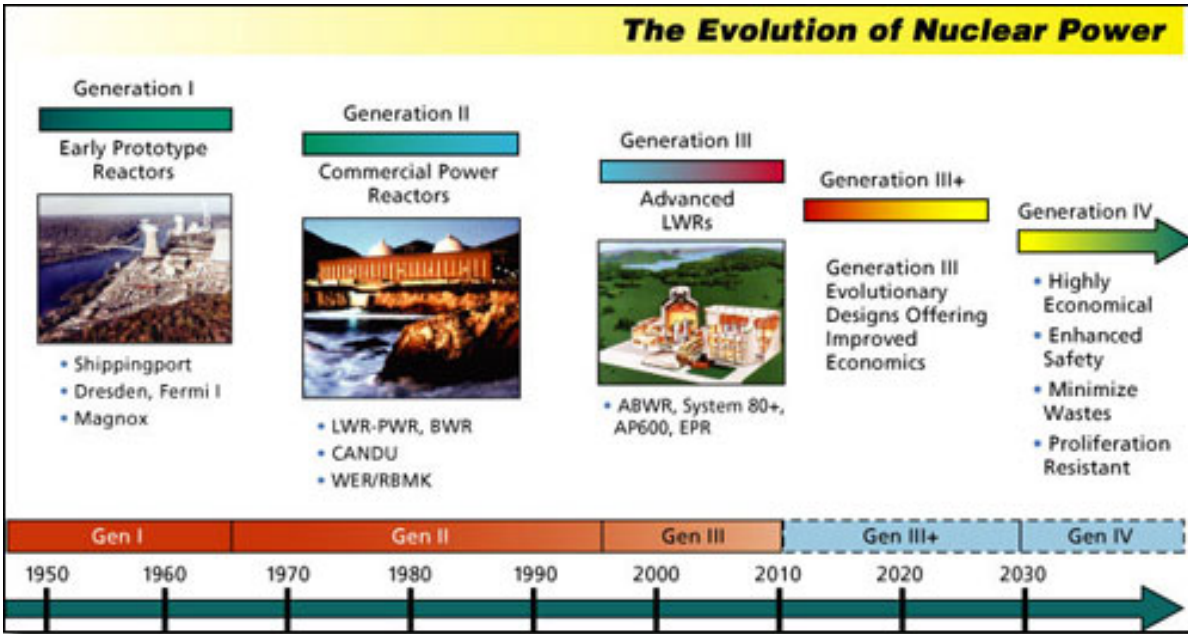 The Evolution of Nuclear Power
Generation I
Early Prototype
Reactors
• Shippingport
• Dresden, Fermi I
• Magnox
Generation II
Commercial Power
Reactors
• LWR-PWR, BWR
• CANDU
• WER/RBMK
Generation III
Advanced
LWRs
• ABWR, System 80+,
AP600, EPR
Generation III+
Generation III
Evolutionary
Designs Offering
Improved
Economics
Generation IV
• Highly
Economical
• Enhanced
Safety
• Minimize
Wastes
• Proliferation
Resistant
Gen I Gen II Gen III Gen III+ Gen IV
1950 1960 1970 1980 1990 2000 2010 2020 2030